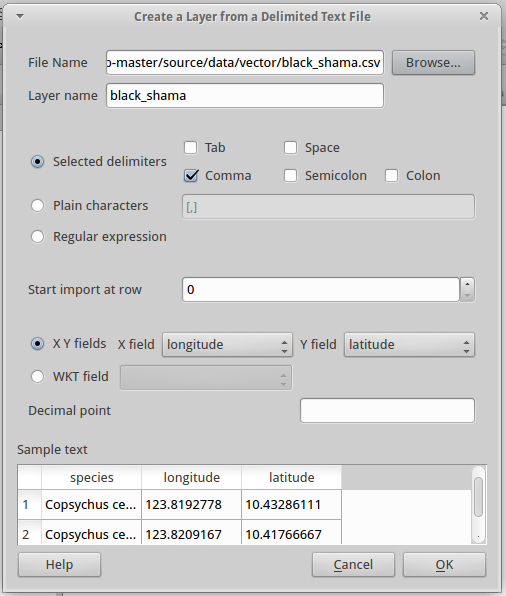 Create a Layer from a Delimited Text File
File Name o-master/source/data/vector/black_shama.csv Browse...
Layer name black_shama
Selected delimiters Tab Space
Comma Semicolon Colon
Plain characters [,]
Regular expression
Start import at row 0
X Y fields X field longitude Y field latitude
WKT field
Decimal point
Sample text
species longitude latitude
1 Copsychus ce... 123.8192778 10.43286111
2 Copsychus ce... 123.8209167 10.41766667
Help Cancel OK